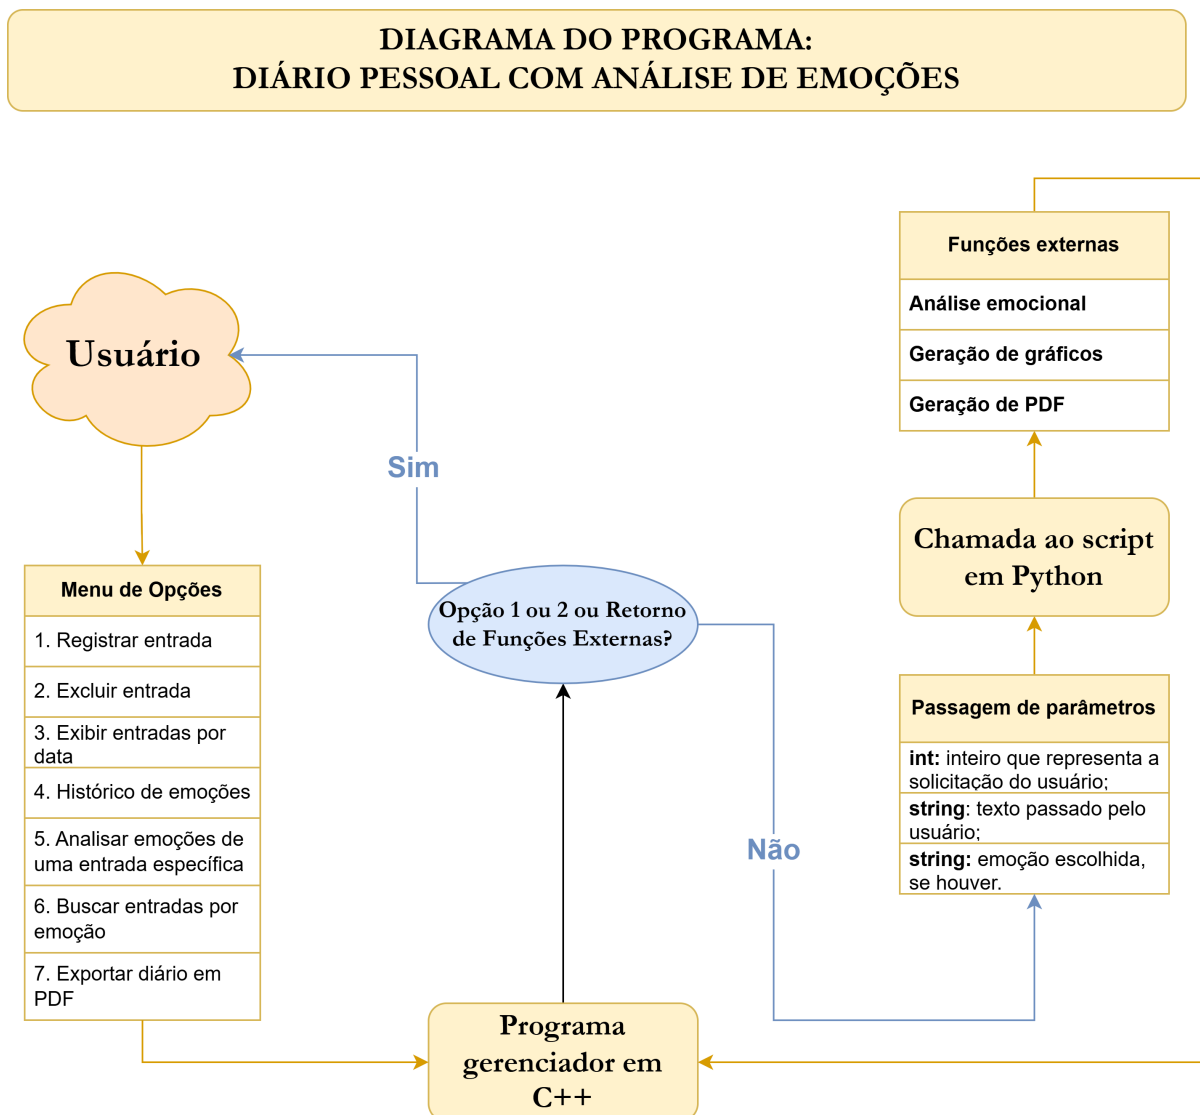 DIAGRAMA DO PROGRAMA:
DIÁRIO PESSOAL COM ANÁLISE DE EMOÇÕES
Usuário
Menu de Opções
1. Registrar entrada
2. Excluir entrada
3. Exibir entradas por
data
4. Histórico de emoções
5. Analisar emoções de
uma entrada específica
6. Buscar entradas por
emoção
7. Exportar diário em
PDF
Sim
Opção 1 ou 2 ou Retorno
de Funções Externas?
Não
Programa
gerenciador em
C++
Funções externas
Análise emocional
Geração de gráficos
Geração de PDF
Chamada ao script
em Python
Passagem de parâmetros
int: inteiro que representa a
solicitação do usuário;
string: texto passado pelo
usuário;
string: emoção escolhida,
se houver.